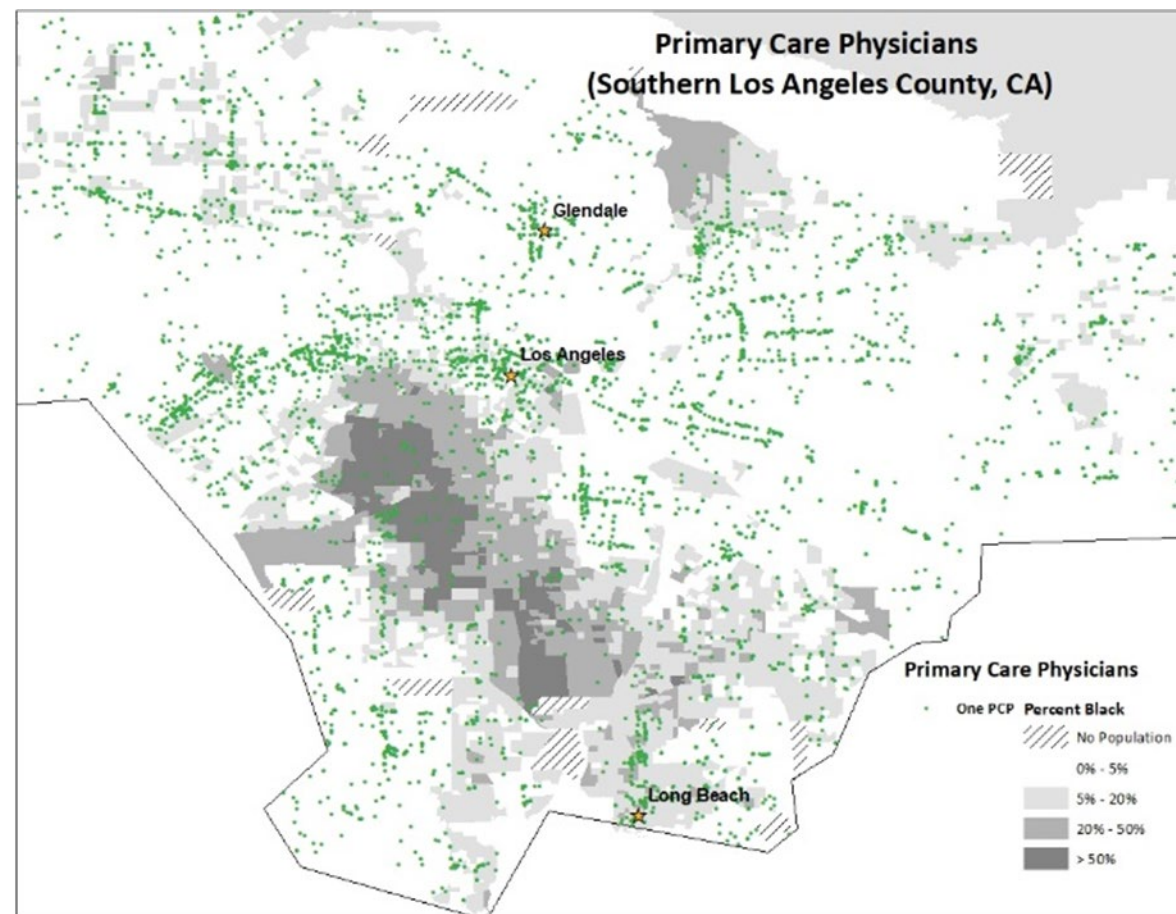 Primary Care Physicians
(Southern Los Angeles County, CA)
Glendale
Los Angeles
Long Beach
Primary Care Physicians
One PCP Percent Black
No Population
0% - 5%
5% - 20%
20% - 50%
> 50%